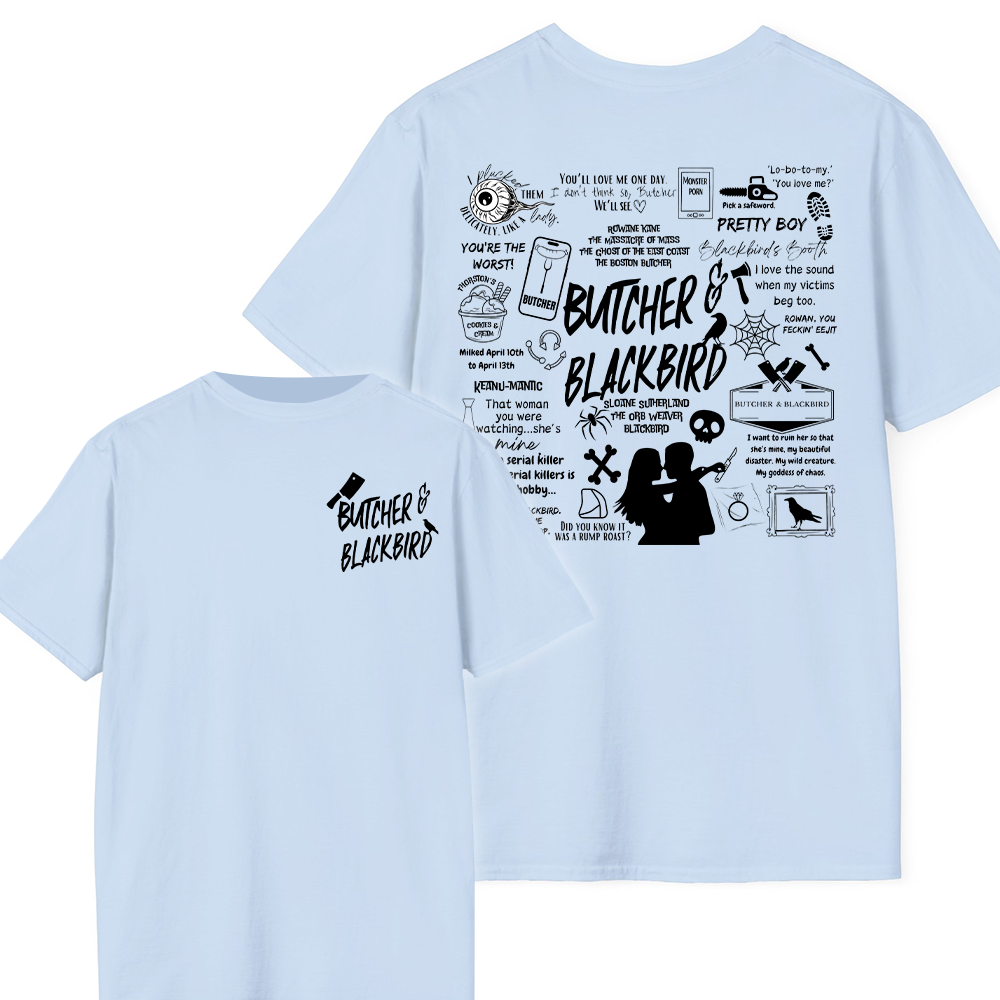 I plucked
THEM
DELICATELY, LIKE A lady.
YOU'LL LOVE ME ONE DAY.
I don't think so, Butcher
WE'LL SEE
MONSTER
PORN
'Lo-bo-to-my.'
'You love me?'
Pick a safeword.
PRETTY BOY
Blackbird's Booth
ROWANE KANE
THE MASSACRE OF MASS
THE GHOST OF THE EAST COAST
THE BOSTON BUTCHER
YOU'RE THE
WORST!
BUTCHER
THORSTON'S
COOKIES &
CREAM
Milked April 10th
to April 13th
BUTCHER &
BLACKBIRD
I love the sound
when my victims
beg too.
ROWAN, YOU
FECKIN' EEJIT
KEANU-MANTIC
That woman
you were
watching...she's
mine
SLOANE SUTHERLAND
THE ORB WEAVER
BLACKBIRD
BUTCHER & BLACKBIRD
I want to ruin her so that
she's mine, my beautiful
disaster. My wild creature.
My goddess of chaos.
serial killer
serial killers is
hobby...
DID YOU KNOW IT
WAS A RUMP ROAST?
BUTCHER &
BLACKBIRD